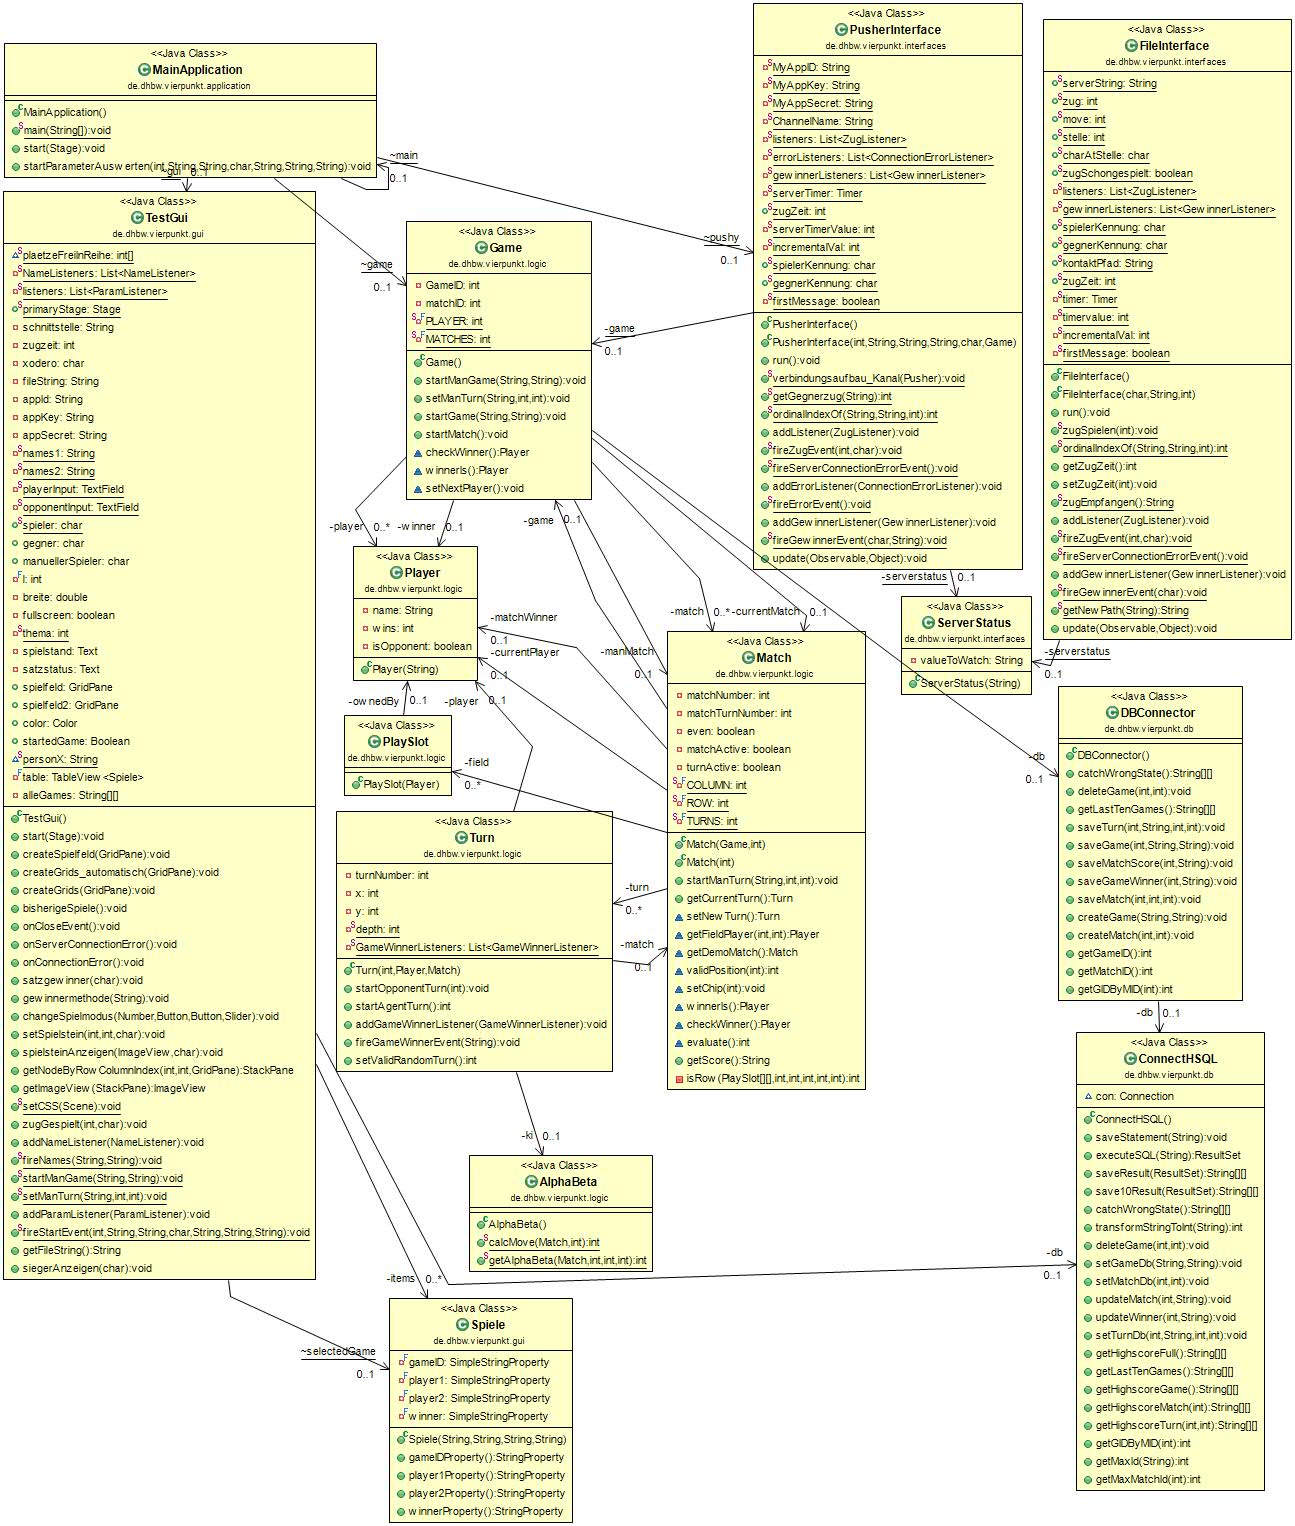 <<Java Class>>
MainApplication
de.dhbw.vierpunkt.application
MainApplication()
main(String[]):void
start(Stage):void
startParameterAuswerten(int,String,String,char,String,String,String):void
~gui 0..1
~main
0..1
~game
0..1
~pushy
0..1
<<Java Class>>
TestGui
de.dhbw.vierpunkt.gui
plaetzeFreiInReihe: int[]
NameListeners: List<NameListener>
listeners: List<ParamListener>
primaryStage: Stage
schnittstelle: String
zugzeit: int
xodero: char
fileString: String
appId: String
appKey: String
appSecret: String
names1: String
names2: String
playerInput: TextField
opponentInput: TextField
spieler: char
gegner: char
manuellerSpieler: char
l: int
breite: double
fullscreen: boolean
thema: int
spielstand: Text
satzstatus: Text
spielfeld: GridPane
spielfeld2: GridPane
color: Color
startedGame: Boolean
personX: String
table: TableView<Spiele>
alleGames: String[][]
TestGui()
start(Stage):void
createSpielfeld(GridPane):void
createGrids_automatisch(GridPane):void
createGrids(GridPane):void
bisherigeSpiele():void
onCloseEvent():void
onServerConnectionError():void
onConnectionError():void
satzgewinner(char):void
gewinnermethode(String):void
changeSpielmodus(Number,Button,Button,Slider):void
setSpielstein(int,int,char):void
spielsteinAnzeigen(ImageView,char):void
getNodeByRowColumnIndex(int,int,GridPane):StackPane
getImageView(StackPane):ImageView
setCSS(Scene):void
zugGespielt(int,char):void
addNameListener(NameListener):void
fireNames(String,String):void
startManGame(String,String):void
setManTurn(String,int,int):void
addParamListener(ParamListener):void
fireStartEvent(int,String,String,char,String,String,String):void
getFileString():String
siegerAnzeigen(char):void
<<Java Class>>
Game
de.dhbw.vierpunkt.logic
GameID: int
matchID: int
PLAYER: int
MATCHES: int
Game()
startManGame(String,String):void
setManTurn(String,int,int):void
startGame(String,String):void
startMatch():void
checkWinner():Player
winnerIs():Player
setNextPlayer():void
-game
0..1
-player 0..*
-winner 0..1
-game 0..1
-match 0..*
-currentMatch 0..1
<<Java Class>>
PusherInterface
de.dhbw.vierpunkt.interfaces
MyAppID: String
MyAppKey: String
MyAppSecret: String
ChannelName: String
listeners: List<ZugListener>
errorListeners: List<ConnectionErrorListener>
gewinnerListeners: List<GewinnerListener>
serverTimer: Timer
zugZeit: int
serverTimerValue: int
incrementalVal: int
spielerKennung: char
gegnerKennung: char
firstMessage: boolean
PusherInterface()
PusherInterface(int,String,String,String,char,Game)
run():void
verbindungsaufbau_Kanal(Pusher):void
getGegnerzug(String):int
ordinalIndexOf(String,String,int):int
addListener(ZugListener):void
fireZugEvent(int,char):void
fireServerConnectionErrorEvent():void
addErrorListener(ConnectionErrorListener):void
fireErrorEvent():void
addGewinnerListener(GewinnerListener):void
fireGewinnerEvent(char,String):void
update(Observable,Object):void
<<Java Class>>
FileInterface
de.dhbw.vierpunkt.interfaces
serverString: String
zug: int
move: int
stelle: int
charAtStelle: char
zugSchongespielt: boolean
listeners: List<ZugListener>
gewinnerListeners: List<GewinnerListener>
spielerKennung: char
gegnerKennung: char
kontaktPfad: String
zugZeit: int
timer: Timer
timervalue: int
incrementalVal: int
firstMessage: boolean
FileInterface()
FileInterface(char,String,int)
run():void
zugSpielen(int):void
ordinalIndexOf(String,String,int):int
getZugZeit():int
setZugZeit(int):void
zugEmpfangen():String
addListener(ZugListener):void
fireZugEvent(int,char):void
fireServerConnectionErrorEvent():void
addGewinnerListener(GewinnerListener):void
fireGewinnerEvent(char):void
getNewPath(String):String
update(Observable,Object):void
-serverstatus 0..1
<<Java Class>>
ServerStatus
de.dhbw.vierpunkt.interfaces
valueToWatch: String
ServerStatus(String)
-serverstatus
0..1
<<Java Class>>
Player
de.dhbw.vierpunkt.logic
name: String
wins: int
isOpponent: boolean
Player(String)
-matchWinner
0..1
-currentPlayer
0..1
-manMatch
0..1
-ownedBy 0..1
-player 0..1
<<Java Class>>
PlaySlot
de.dhbw.vierpunkt.logic
PlaySlot(Player)
-field
0..*
<<Java Class>>
Match
de.dhbw.vierpunkt.logic
matchNumber: int
matchTurnNumber: int
even: boolean
matchActive: boolean
turnActive: boolean
COLUMN: int
ROW: int
TURNS: int
Match(Game,int)
Match(int)
startManTurn(String,int,int):void
getCurrentTurn():Turn
setNewTurn():Turn
getFieldPlayer(int,int):Player
getDemoMatch():Match
validPosition(int):int
setChip(int):void
winnerIs():Player
checkWinner():Player
evaluate():int
getScore():String
isRow(PlaySlot[][],int,int,int,int,int):int
-turn
0..*
-match
0..1
<<Java Class>>
Turn
de.dhbw.vierpunkt.logic
turnNumber: int
x: int
y: int
depth: int
GameWinnerListeners: List<GameWinnerListener>
Turn(int,Player,Match)
startOpponentTurn(int):void
startAgentTurn():int
addGameWinnerListener(GameWinnerListener):void
fireGameWinnerEvent(String):void
setValidRandomTurn():int
-ki 0..1
<<Java Class>>
AlphaBeta
de.dhbw.vierpunkt.logic
AlphaBeta()
calcMove(Match,int):int
getAlphaBeta(Match,int,int,int):int
-db
0..1
<<Java Class>>
DBConnector
de.dhbw.vierpunkt.db
DBConnector()
catchWrongState():String[][]
deleteGame(int,int):void
getLastTenGames():String[][]
saveTurn(int,String,int,int):void
saveGame(int,String,String):void
saveMatchScore(int,String):void
saveGameWinner(int,String):void
saveMatch(int,int,int):void
createGame(String,String):void
createMatch(int,int):void
getGameID():int
getMatchID():int
getGIDByMID(int):int
-db 0..1
<<Java Class>>
ConnectHSQL
de.dhbw.vierpunkt.db
con: Connection
ConnectHSQL()
saveStatement(String):void
executeSQL(String):ResultSet
saveResult(ResultSet):String[][]
save10Result(ResultSet):String[][]
catchWrongState():String[][]
transformStringToInt(String):int
deleteGame(int,int):void
setGameDb(String,String):void
setMatchDb(int,int):void
updateMatch(int,String):void
updateWinner(int,String):void
setTurnDb(int,String,int,int):void
getHighscoreFull():String[][]
getLastTenGames():String[][]
getHighscoreGame():String[][]
getHighscoreMatch(int):String[][]
getHighscoreTurn(int,int):String[][]
getGIDByMID(int):int
getMaxId(String):int
getMaxMatchId(int):int
-db
0..1
-items 0..*
~selectedGame
0..1
<<Java Class>>
Spiele
de.dhbw.vierpunkt.gui
gameID: SimpleStringProperty
player1: SimpleStringProperty
player2: SimpleStringProperty
winner: SimpleStringProperty
Spiele(String,String,String,String)
gameIDProperty():StringProperty
player1Property():StringProperty
player2Property():StringProperty
winnerProperty():StringProperty